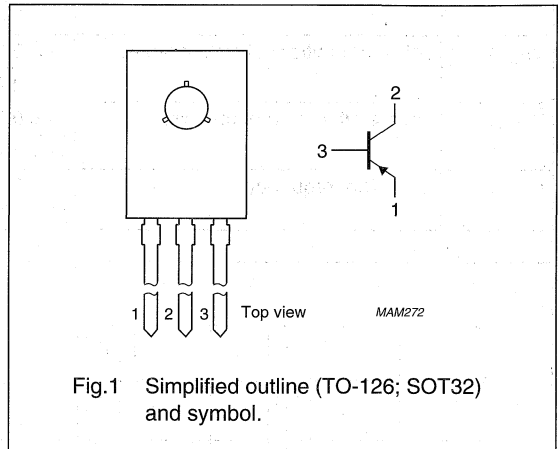 2
3
1
1 2 3 Top view MAM272
Fig.1 Simplified outline (TO-126; SOT32)
and symbol.